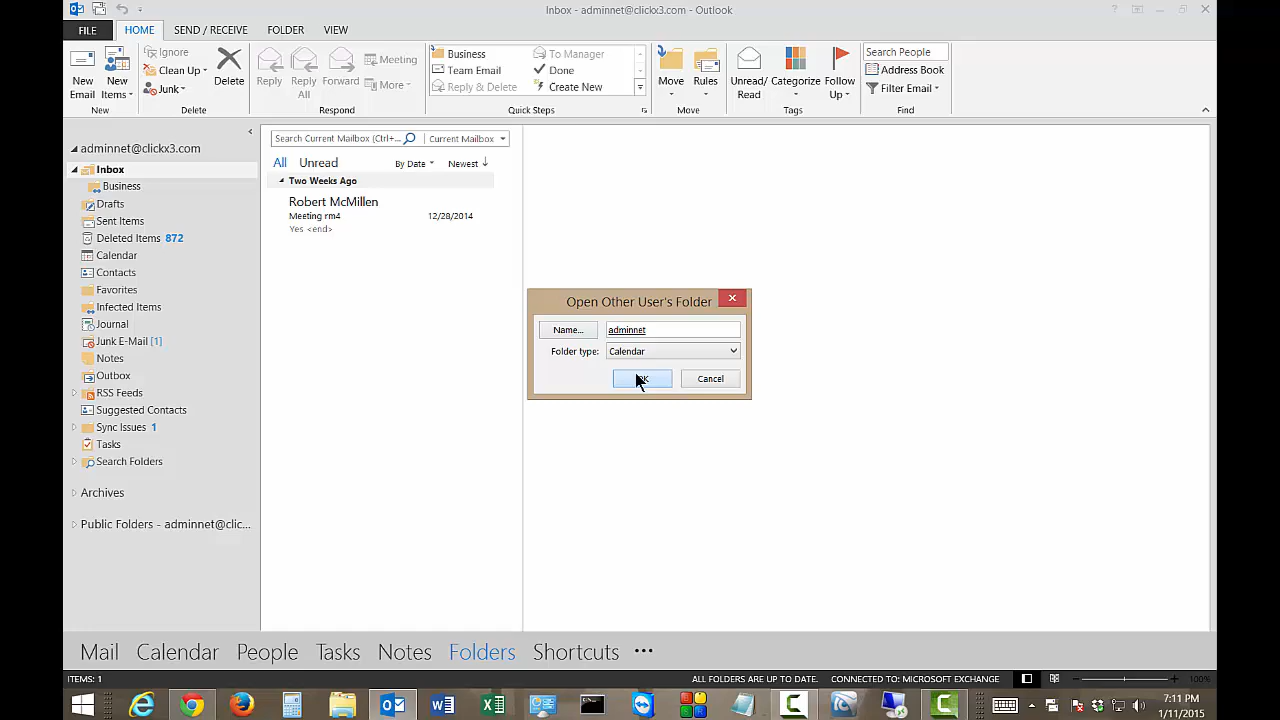 Inbox - adminnet@clickx3.com - Outlook
FILE HOME SEND / RECEIVE FOLDER VIEW
New Email
New Items
New
Ignore
Clean Up
Junk
Delete
Delete
Reply
Reply All
Forward
Meeting
More
Respond
Business
Team Email
Reply & Delete
To Manager
Done
Create New
Quick Steps
Move
Rules
Move
Unread/ Read
Categorize
Follow Up
Tags
Search People
Address Book
Filter Email
Find
adminnet@clickx3.com
Inbox
Business
Drafts
Sent Items
Deleted Items 872
Calendar
Contacts
Favorites
Infected Items
Journal
Junk E-Mail [1]
Notes
Outbox
RSS Feeds
Suggested Contacts
Sync Issues 1
Tasks
Search Folders
Archives
Public Folders - adminnet@clic...
Search Current Mailbox (Ctrl+... Current Mailbox
All Unread By Date Newest
Two Weeks Ago
Robert McMillen
Meeting rm4 12/28/2014
Yes <end>
Open Other User's Folder
Name... adminnet
Folder type: Calendar
Cancel
Mail Calendar People Tasks Notes Folders Shortcuts •••
ITEMS: 1 ALL FOLDERS ARE UP TO DATE. CONNECTED TO: MICROSOFT EXCHANGE 100%
7:11 PM
1/11/2015